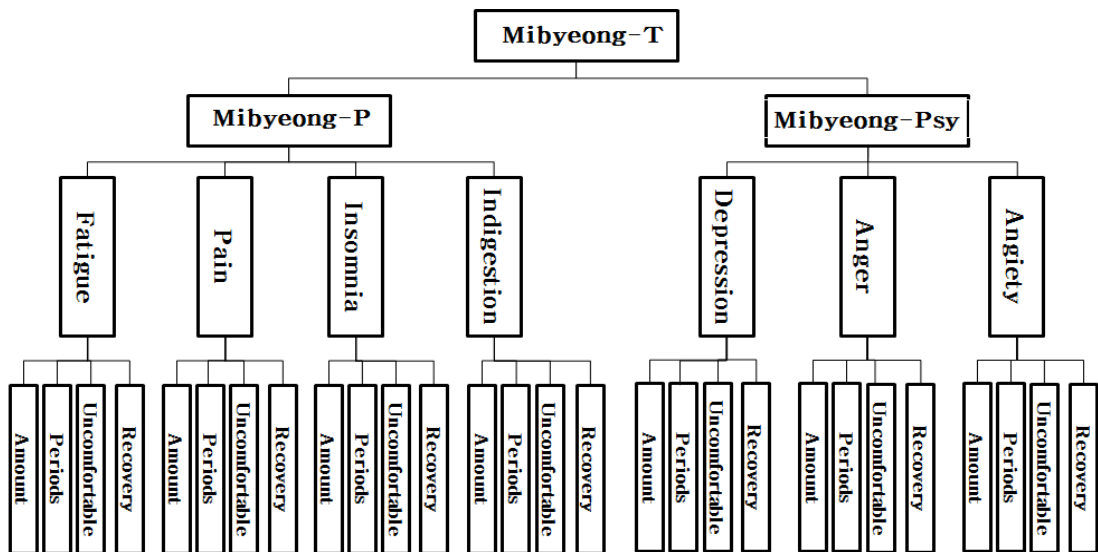 Mibyeong-T
Mibyeong-P
Mibyeong-Psy
Fatigue
Pain
Insomnia
Indigestion
Depression
Anger
Angiety
Amount
Periods
Uncomfortable
Recovery
Amount
Periods
Uncomfortable
Recovery
Amount
Periods
Uncomfortable
Recovery
Amount
Periods
Uncomfortable
Recovery
Amount
Periods
Uncomfortable
Recovery
Amount
Periods
Uncomfortable
Recovery
Amount
Periods
Uncomfortable
Recovery